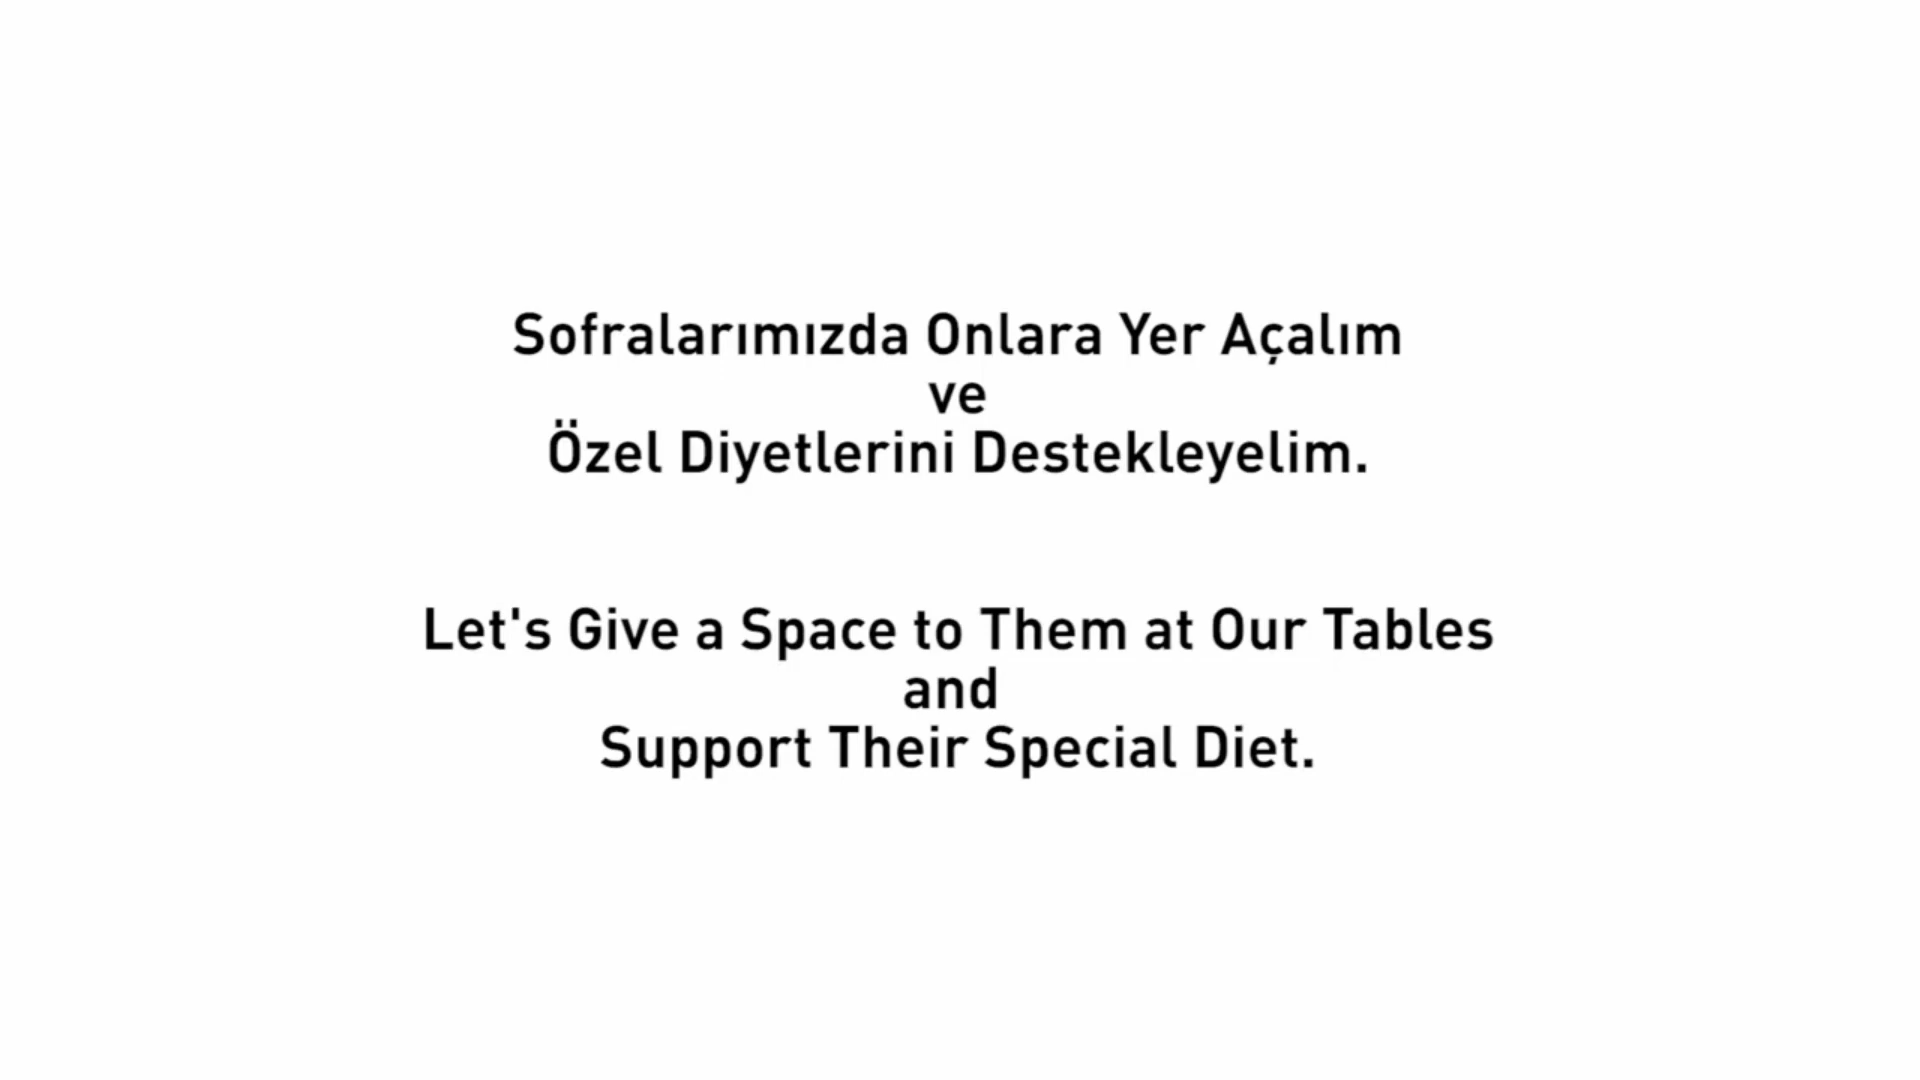 Sofralarımızda Onlara Yer Açalım
ve
Özel Diyetlerini Destekleyelim.
Let's Give a Space to Them at Our Tables
and
Support Their Special Diet.